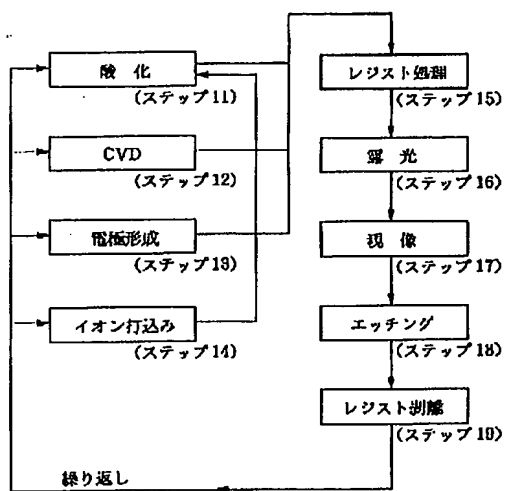 酸化
(ステップ11)
CVD
(ステップ12)
電極形成
(ステップ13)
イオン打込み
(ステップ14)
レジスト処理
(ステップ15)
露光
(ステップ16)
現像
(ステップ17)
エッチング
(ステップ18)
レジスト剥離
(ステップ19)
繰り返し